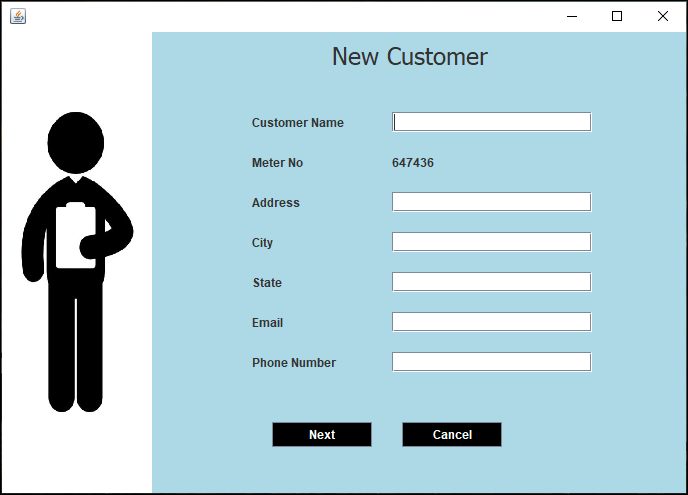 New Customer
Customer Name
Meter No 647436
Address
City
State
Email
Phone Number
Next Cancel